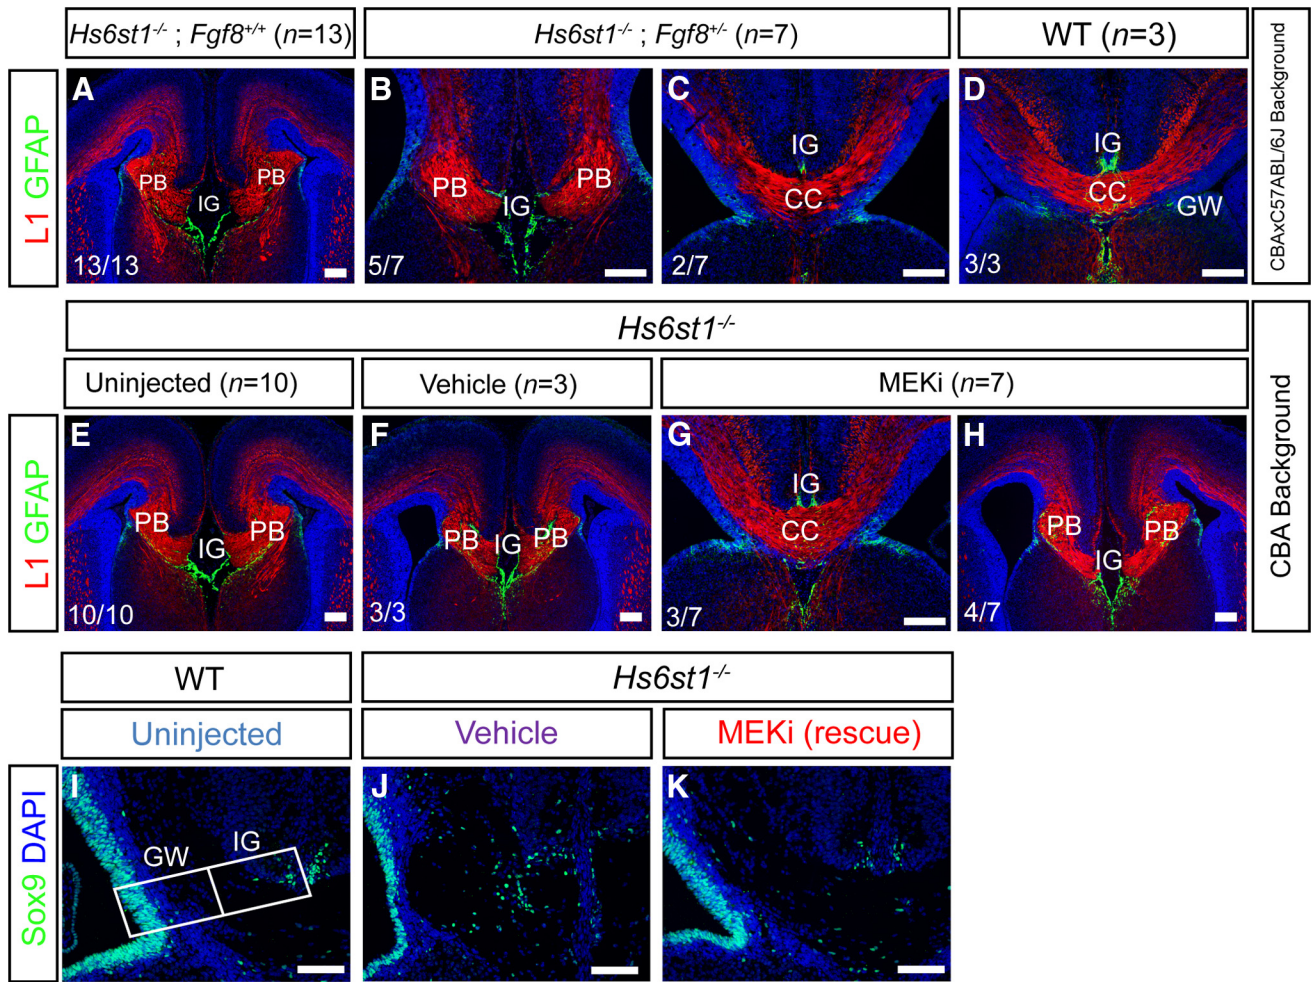 Hs6st1-/- ; Fgf8+/+ (n=13)
Hs6st1-/- ; Fgf8+/- (n=7)
WT (n=3)
L1 GFAP
CBAxC57ABL/6J Background
A
PB
PB
IG
13/13
B
PB
PB
IG
5/7
C
IG
CC
2/7
D
IG
CC
GW
3/3
Hs6st1-/-
Uninjected (n=10)
Vehicle (n=3)
MEKi (n=7)
L1 GFAP
CBA Background
E
PB
PB
IG
10/10
F
PB
IG
PB
3/3
G
IG
CC
3/7
H
PB
PB
IG
4/7
WT
Hs6st1-/-
Uninjected
Vehicle
MEKi (rescue)
Sox9 DAPI
I
GW
IG
J
K